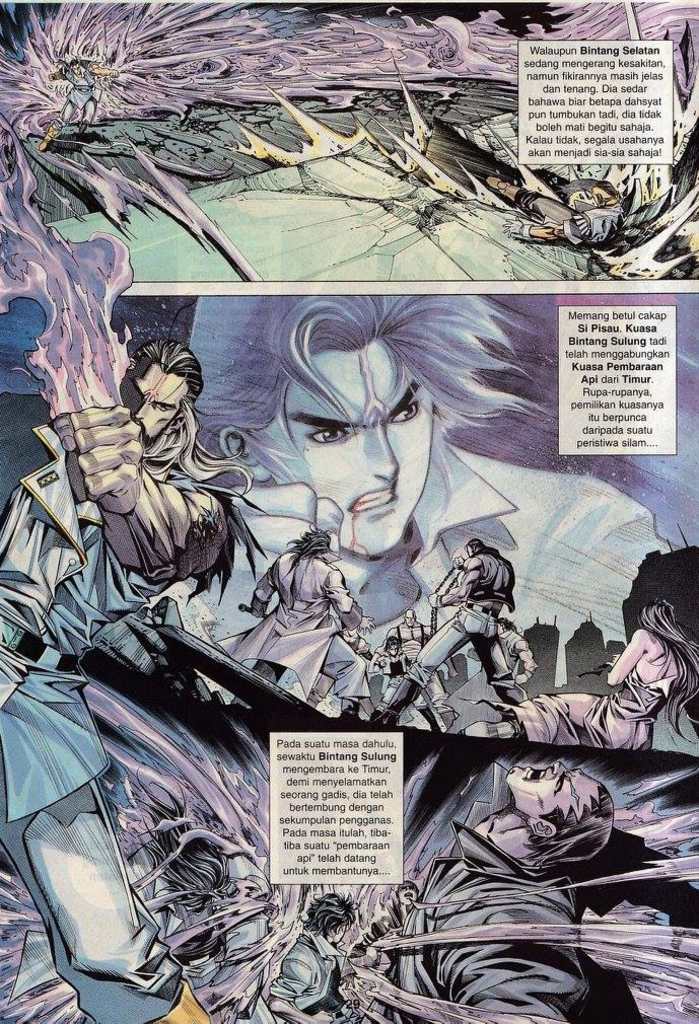 Walaupun Bintang Selatan
sedang mengerang kesakitan,
namun fikirannya masih jelas
dan tenang. Dia sedar
bahawa biar betapa dahsyat
pun tumbukan tadi, dia tidak
boleh mati begitu sahaja.
Kalau tidak, segala usahanya
akan menjadi sia-sia sahaja!
Memang betul cakap
Si Pisau. Kuasa
Bintang Sulung tadi
telah menggabungkan
Kuasa Pembaraan
Api dari Timur.
Rupa-rupanya,
pemilikan kuasanya
itu berpunca
daripada suatu
peristiwa silam....
Pada suatu masa dahulu,
sewaktu Bintang Sulung
mengembara ke Timur,
demi menyelamatkan
seorang gadis, dia telah
bertembung dengan
sekumpulan pengganas.
Pada masa itulah, tiba-
tiba suatu "pembaraan
api" telah datang
untuk membantunya....
29